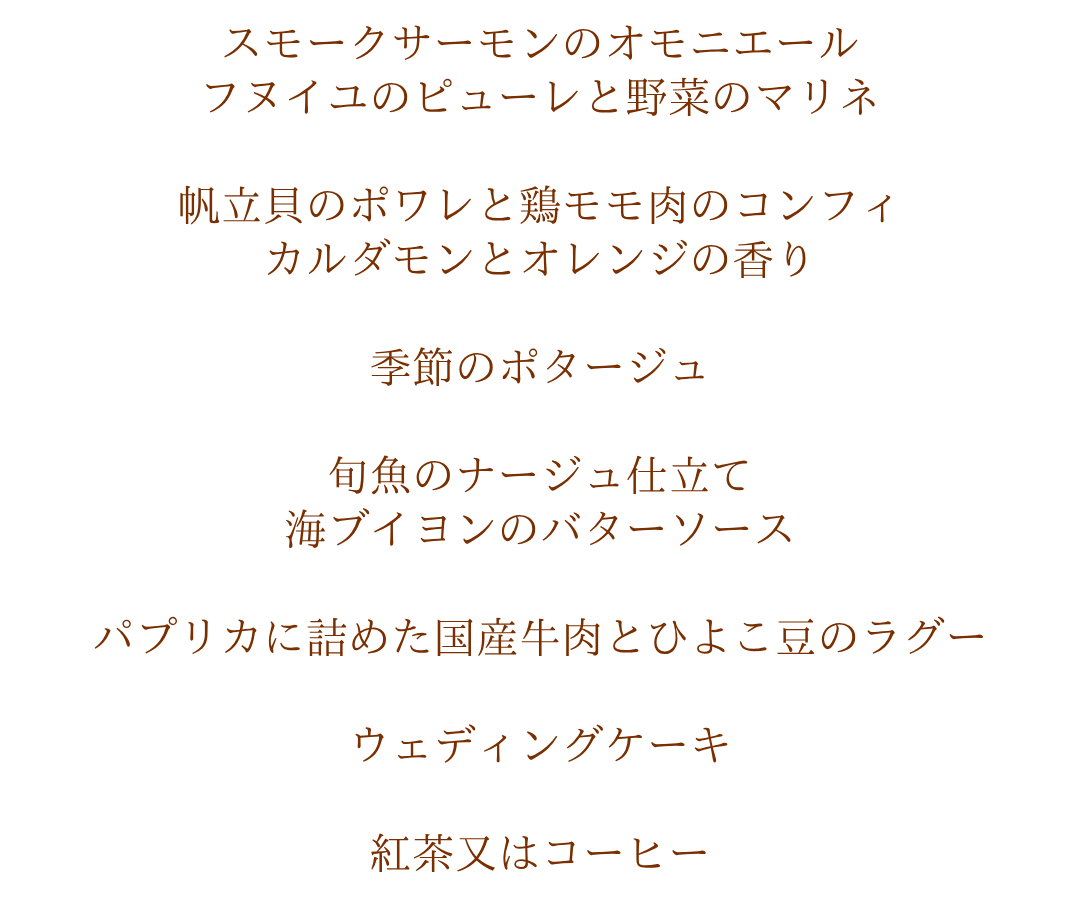 スモークサーモンのオモニエール
フヌイユのピューレと野菜のマリネ
帆立貝のポワレと鶏モモ肉のコンフィ
カルダモンとオレンジの香り
季節のポタージュ
旬魚のナージュ仕立て
海ブイヨンのバターソース
パプリカに詰めた国産牛肉とひよこ豆のラグー
ウェディングケーキ
紅茶又はコーヒー